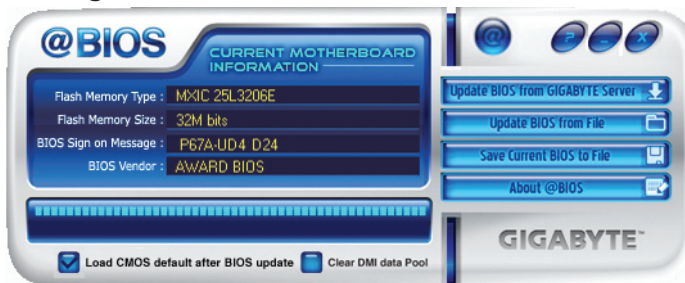 @BIOS
CURRENT MOTHERBOARD
INFORMATION
Flash Memory Type : MXIC 25L3206E
Flash Memory Size : 32M bits
BIOS Sign on Message : P67A-UD4 D24
BIOS Vendor : AWARD BIOS
Load CMOS default after BIOS update
Clear DMI data Pool
@
? - x
Update BIOS from GIGABYTE Server
Update BIOS from File
Save Current BIOS to File
About @BIOS
GIGABYTE™